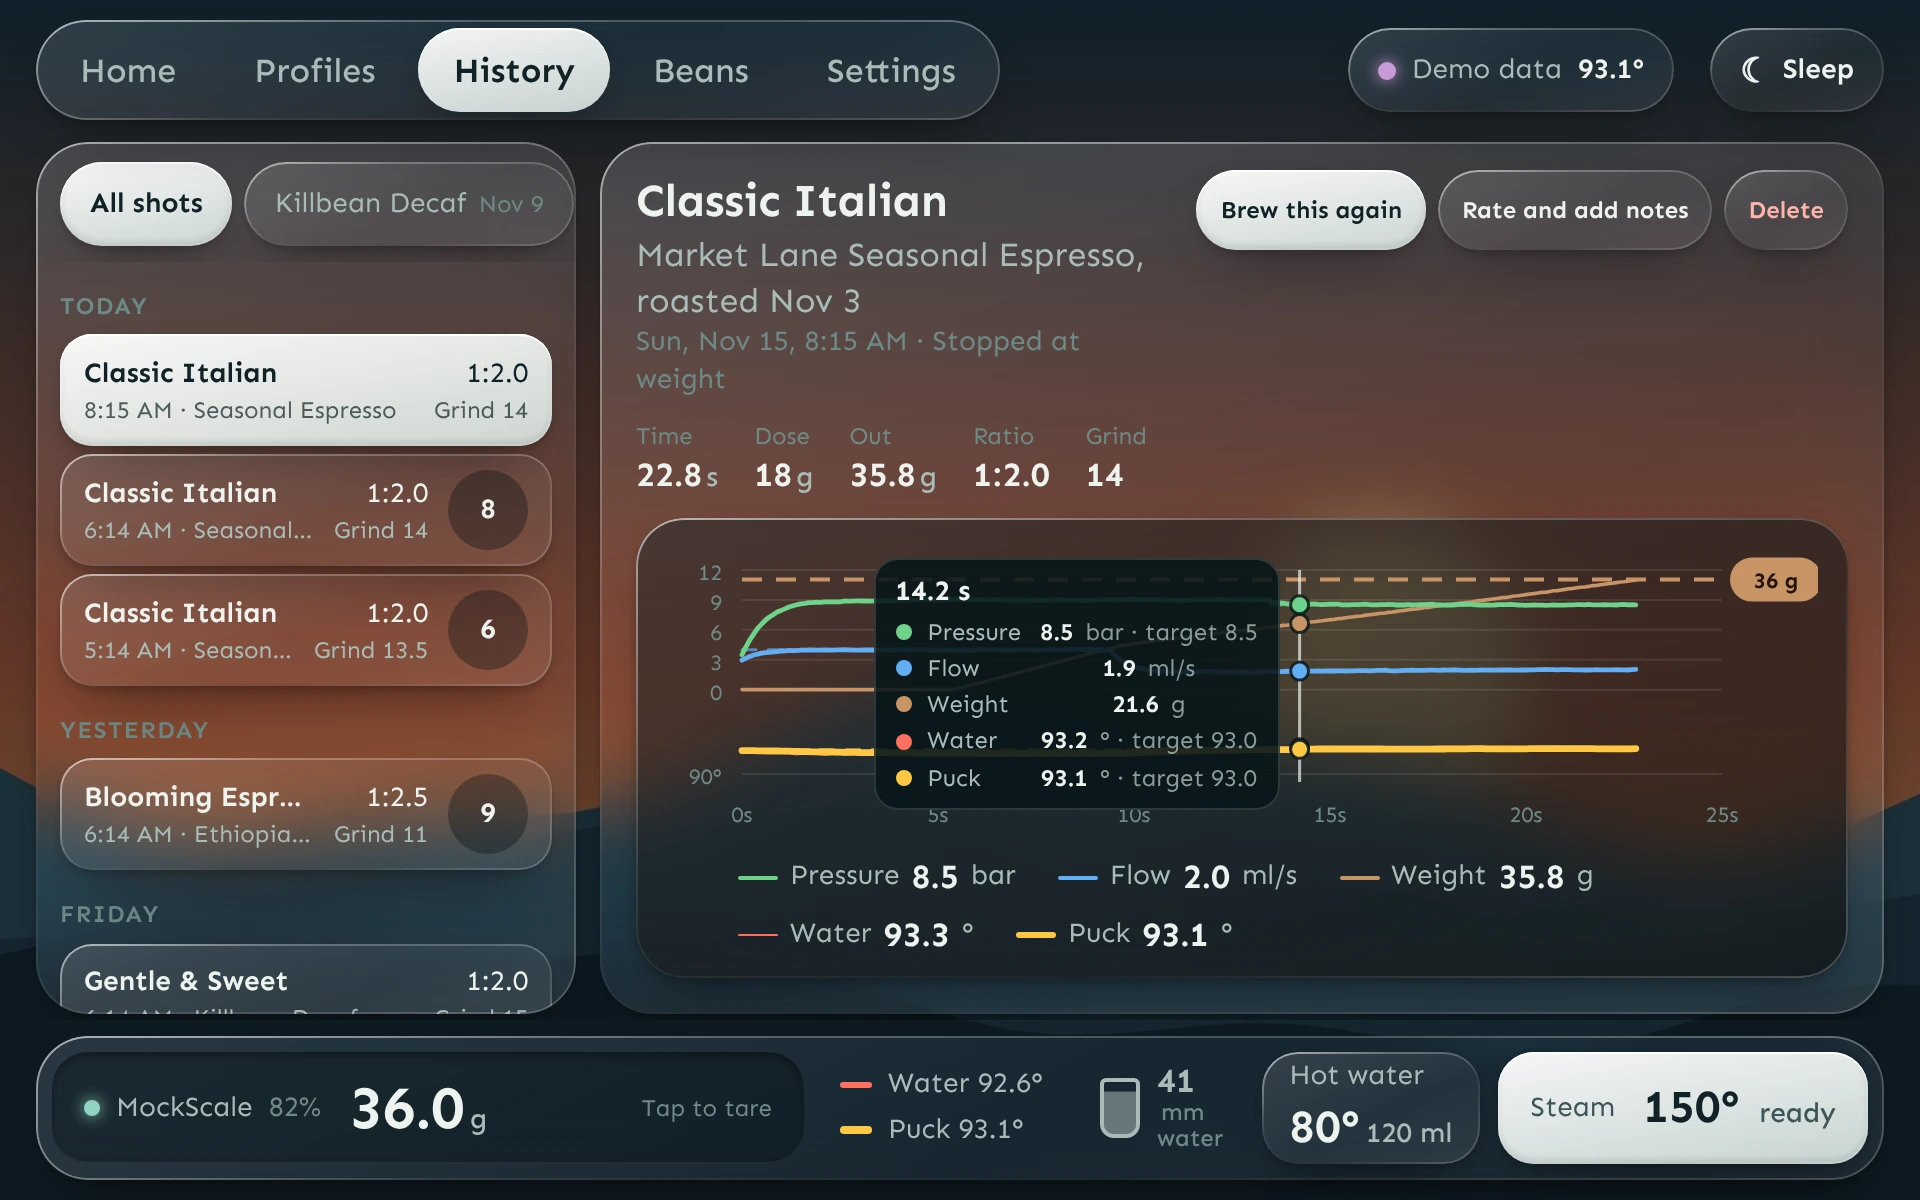 Home Profiles History Beans Settings
Demo data 93.1°
Sleep
All shots
Killbean Decaf Nov 9
TODAY
Classic Italian 1:2.0
8:15 AM · Seasonal Espresso Grind 14
Classic Italian 1:2.0
6:14 AM · Seasonal... Grind 14
8
Classic Italian 1:2.0
5:14 AM · Season... Grind 13.5
6
YESTERDAY
Blooming Espr... 1:2.5
6:14 AM · Ethiopia... Grind 11
9
FRIDAY
Gentle & Sweet 1:2.0
Classic Italian
Market Lane Seasonal Espresso,
roasted Nov 3
Sun, Nov 15, 8:15 AM · Stopped at
weight
Brew this again
Rate and add notes
Delete
Time Dose Out Ratio Grind
22.8 s 18 g 35.8 g 1:2.0 14
12
9
6
3
0
90°
36 g
14.2 s
Pressure 8.5 bar · target 8.5
Flow 1.9 ml/s
Weight 21.6 g
Water 93.2 ° · target 93.0
Puck 93.1 ° · target 93.0
0s 5s 10s 15s 20s 25s
Pressure 8.5 bar Flow 2.0 ml/s Weight 35.8 g
Water 93.3 ° Puck 93.1 °
MockScale 82% 36.0 g Tap to tare
Water 92.6°
Puck 93.1°
41
mm
water
Hot water
80° 120 ml
Steam 150° ready